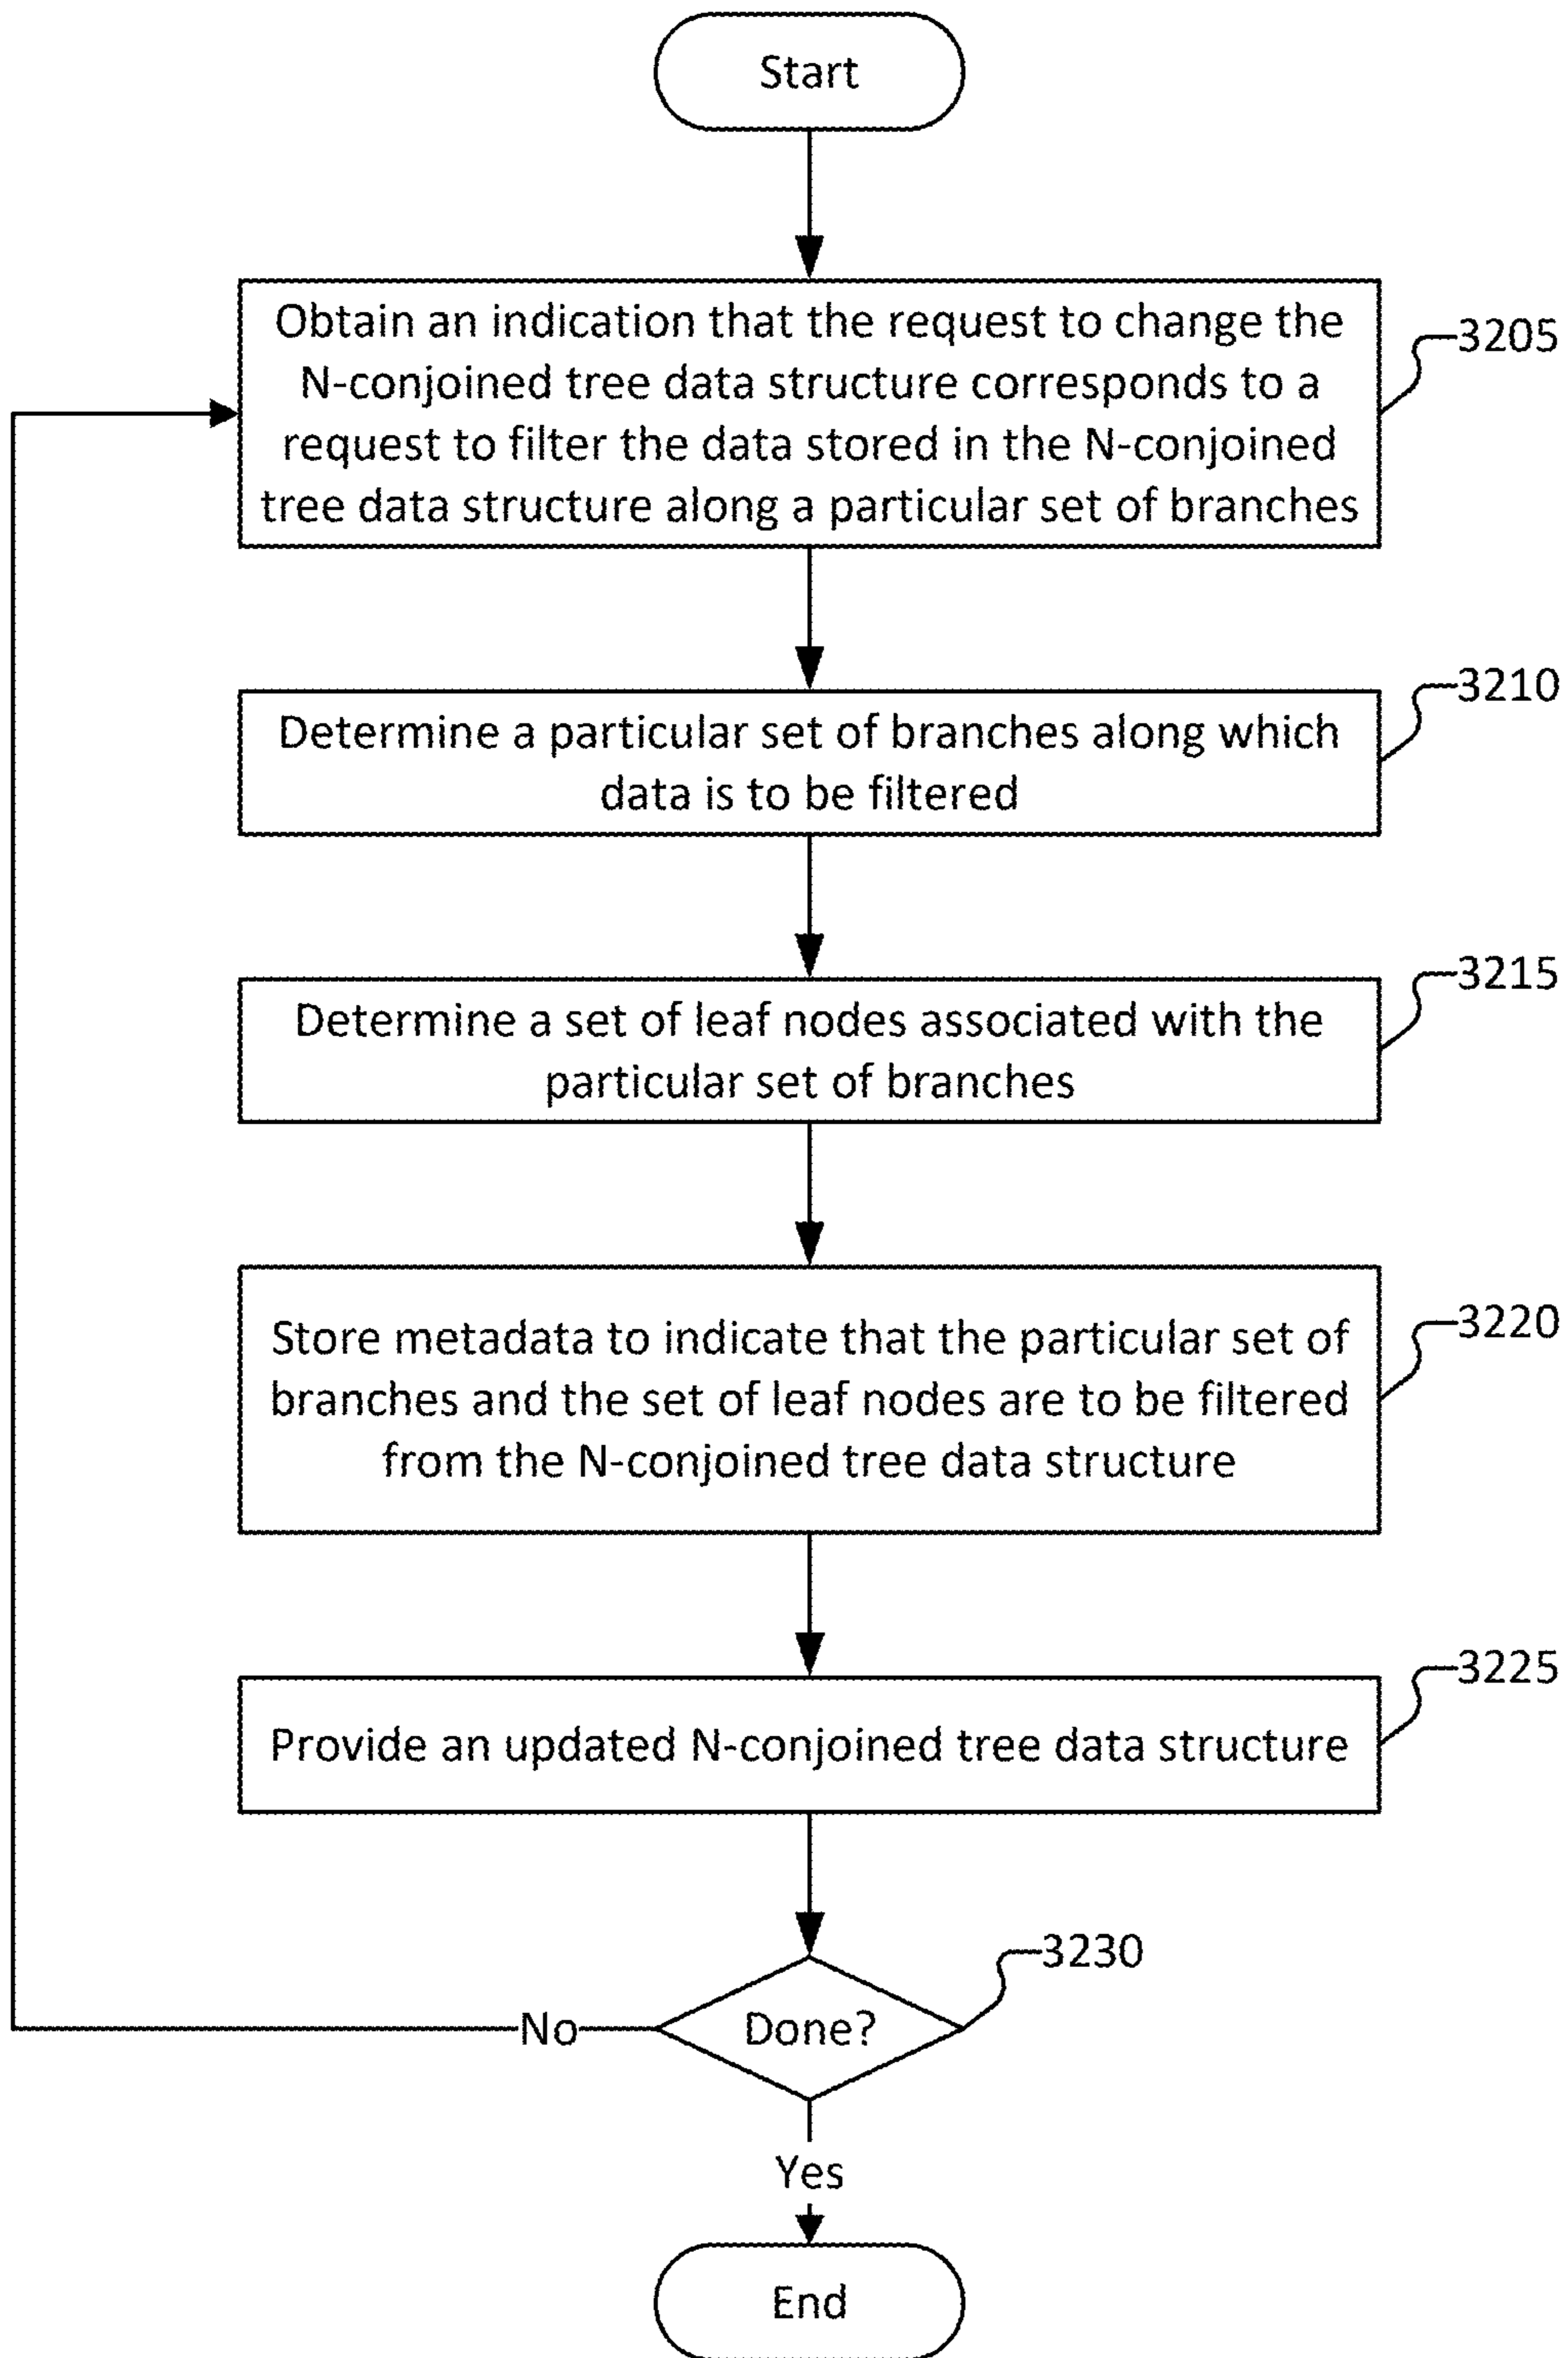 Start
Obtain an indication that the request to change the
N-conjoined tree data structure corresponds to a
request to filter the data stored in the N-conjoined
tree data structure along a particular set of branches
3205
Determine a particular set of branches along which
data is to be filtered
3210
Determine a set of leaf nodes associated with the
particular set of branches
3215
Store metadata to indicate that the particular set of
branches and the set of leaf nodes are to be filtered
from the N-conjoined tree data structure
3220
Provide an updated N-conjoined tree data structure
3225
Done?
3230
No
Yes
End